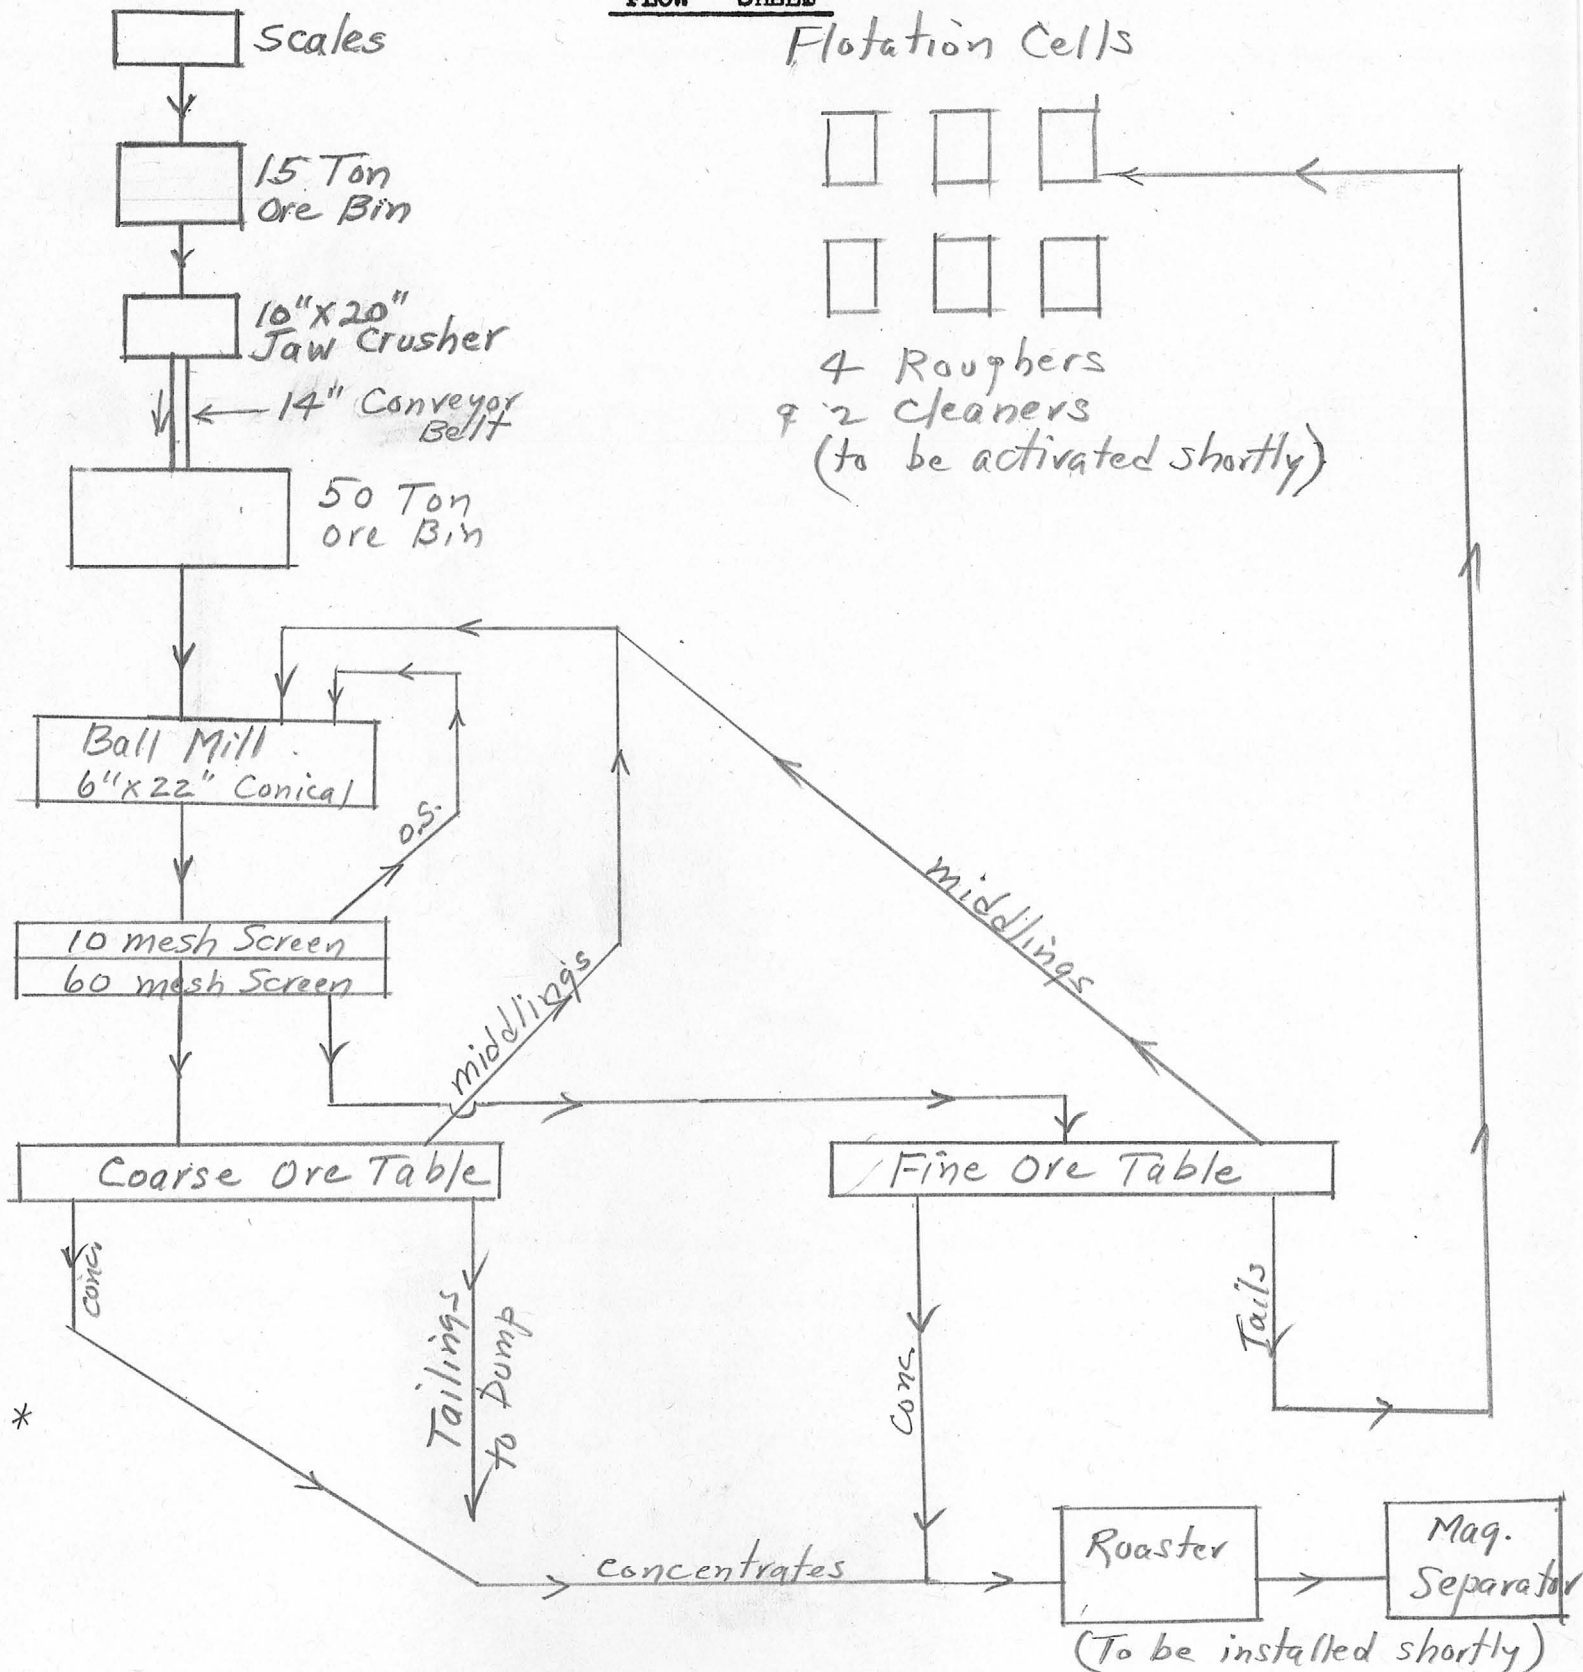 FLOW SHEET
Scales
Flotation Cells
15 Ton
Ore Bin
10"x20"
Jaw Crusher
14" Conveyor
Belt
4 Roughers
& 2 Cleaners
(to be activated shortly)
50 Ton
Ore Bin
Ball Mill
6"x22" Conical
O.S.
middlings
10 mesh Screen
60 mesh Screen
middlings
Coarse Ore Table
Fine Ore Table
Conc.
Tailings
to Dump
Conc.
Tails
*
concentrates
Roaster
Mag.
Separator
(To be installed shortly)